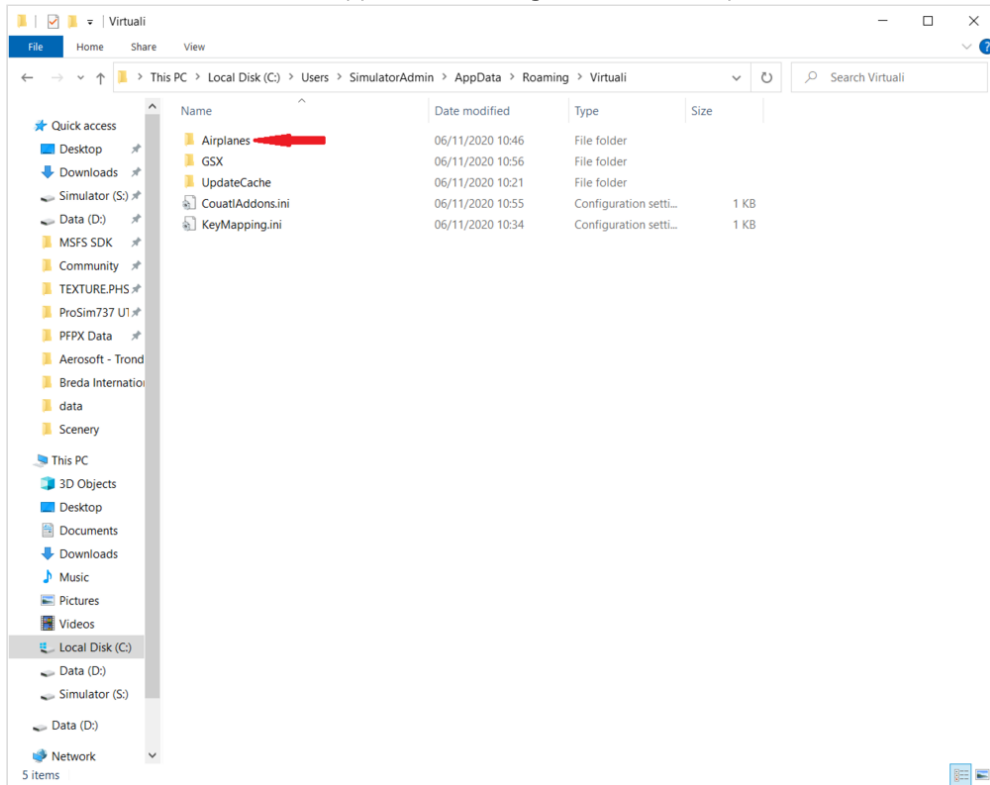 Virtuali
File Home Share View
This PC > Local Disk (C:) > Users > SimulatorAdmin > AppData > Roaming > Virtuali
Search Virtuali
Name Date modified Type Size
Airplanes 06/11/2020 10:46 File folder
GSX 06/11/2020 10:56 File folder
UpdateCache 06/11/2020 10:21 File folder
CouatlAddons.ini 06/11/2020 10:55 Configuration setti... 1 KB
KeyMapping.ini 06/11/2020 10:34 Configuration setti... 1 KB
Quick access
Desktop
Downloads
Simulator (S:)
Data (D:)
MSFS SDK
Community
TEXTURE.PHS
ProSim737 U
PFPX Data
Aerosoft - Trond
Breda Internatio
data
Scenery
This PC
3D Objects
Desktop
Documents
Downloads
Music
Pictures
Videos
Local Disk (C:)
Data (D:)
Simulator (S:)
Data (D:)
Network
5 items